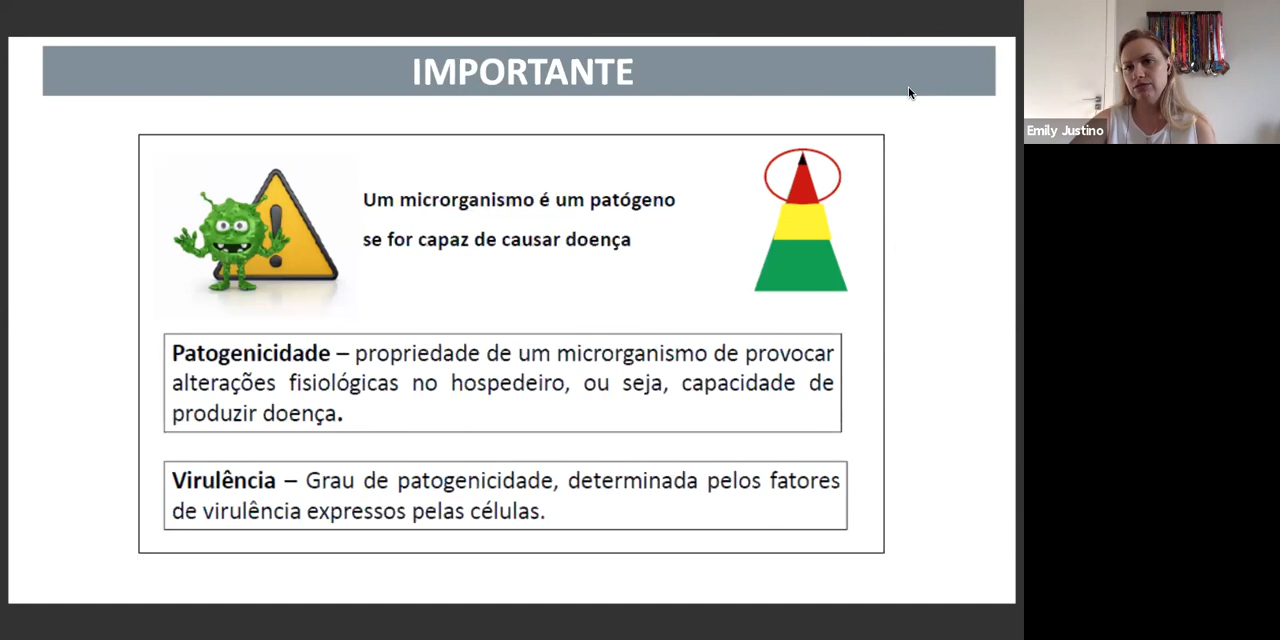 IMPORTANTE
Um microrganismo é um patógeno
se for capaz de causar doença
Patogenicidade – propriedade de um microrganismo de provocar
alterações fisiológicas no hospedeiro, ou seja, capacidade de
produzir doença.
Virulência – Grau de patogenicidade, determinada pelos fatores
de virulência expressos pelas células.
Emily Justino